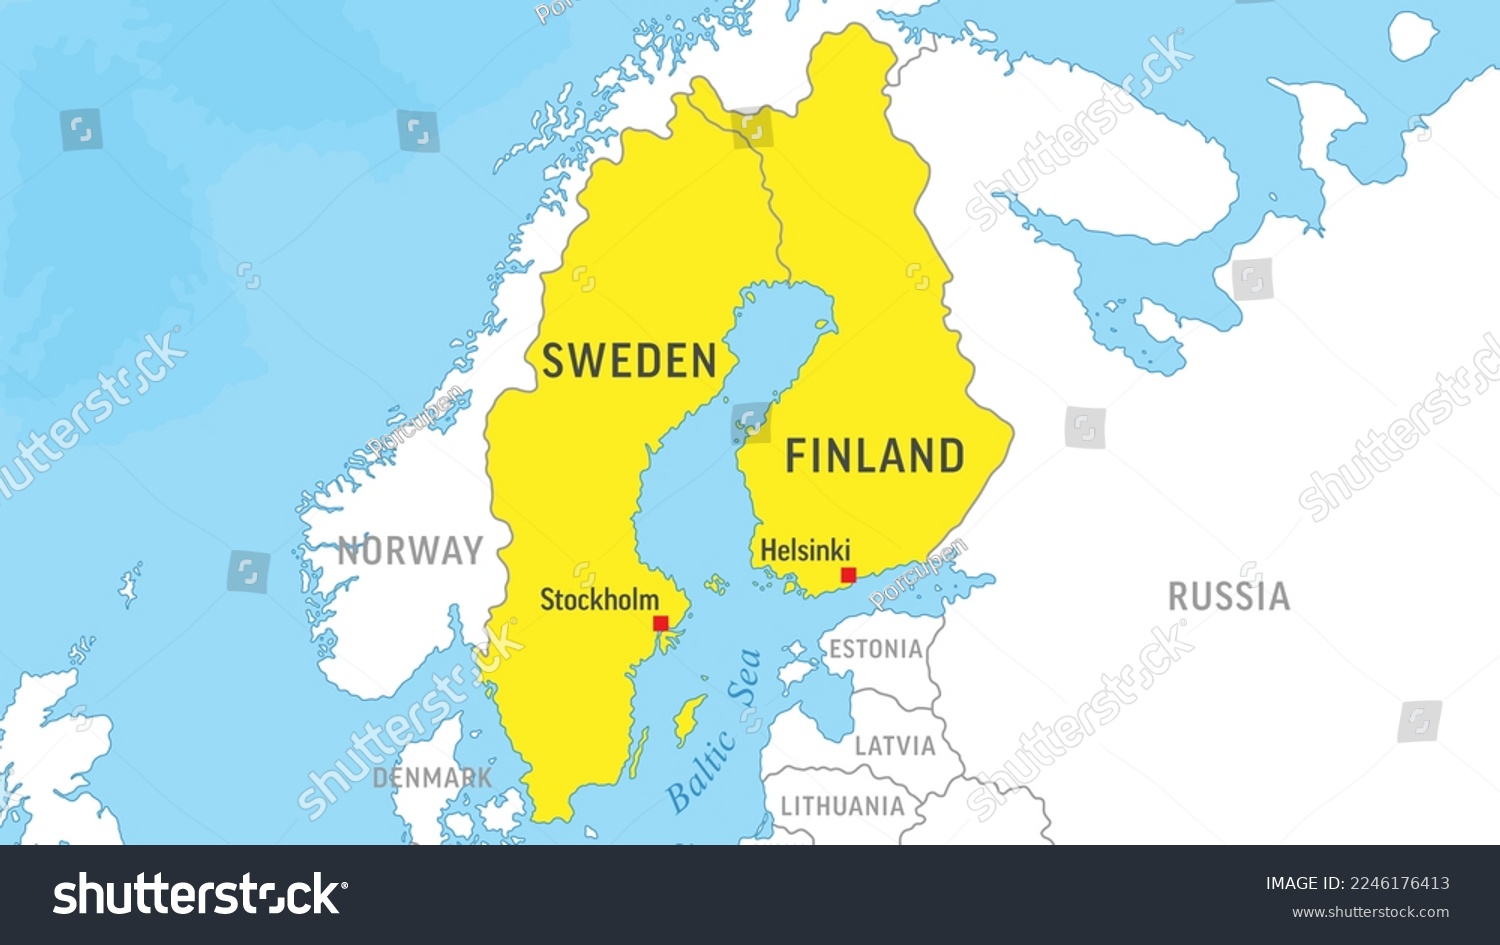 Porcupen
shutterstock
shutterstock
SWEDEN
Porcupen
FINLAND
shutterstock
NORWAY
Helsinki
Porcupen
Stockholm
RUSSIA
ESTONIA
shutterstock
shutterstock
Baltic Sea
LATVIA
DENMARK
LITHUANIA
shutterstock
IMAGE ID: 2246176413
www.shutterstock.com